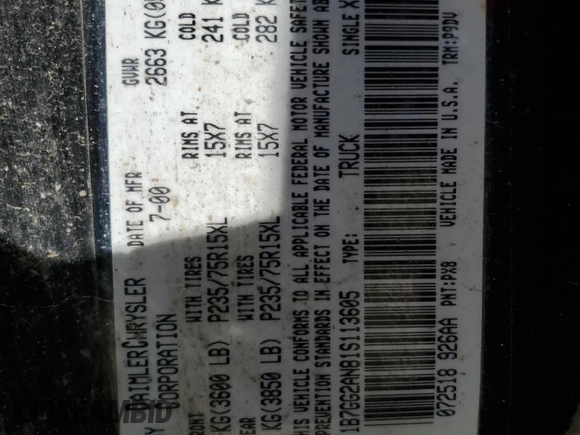 DAIMLERCHRYSLER CORPORATION
DATE OF MFR 7-00
GVWR 2663 KG(0
WITH TIRES RIMS AT COLD
KG(3600 LB) P235/75R15XL 15X7 241 K
WITH TIRES RIMS AT COLD
KG(3850 LB) P235/75R15XL 15X7 282 K
THIS VEHICLE CONFORMS TO ALL APPLICABLE FEDERAL MOTOR VEHICLE SAFET
PREVENTION STANDARDS IN EFFECT ON THE DATE OF MANUFACTURE SHOWN AB
1B7GG2AN81S113605 TRUCK SINGLE X
072518 926AA PNT:PX8 VEHICLE MADE IN U.S.A. TRM:P9DV